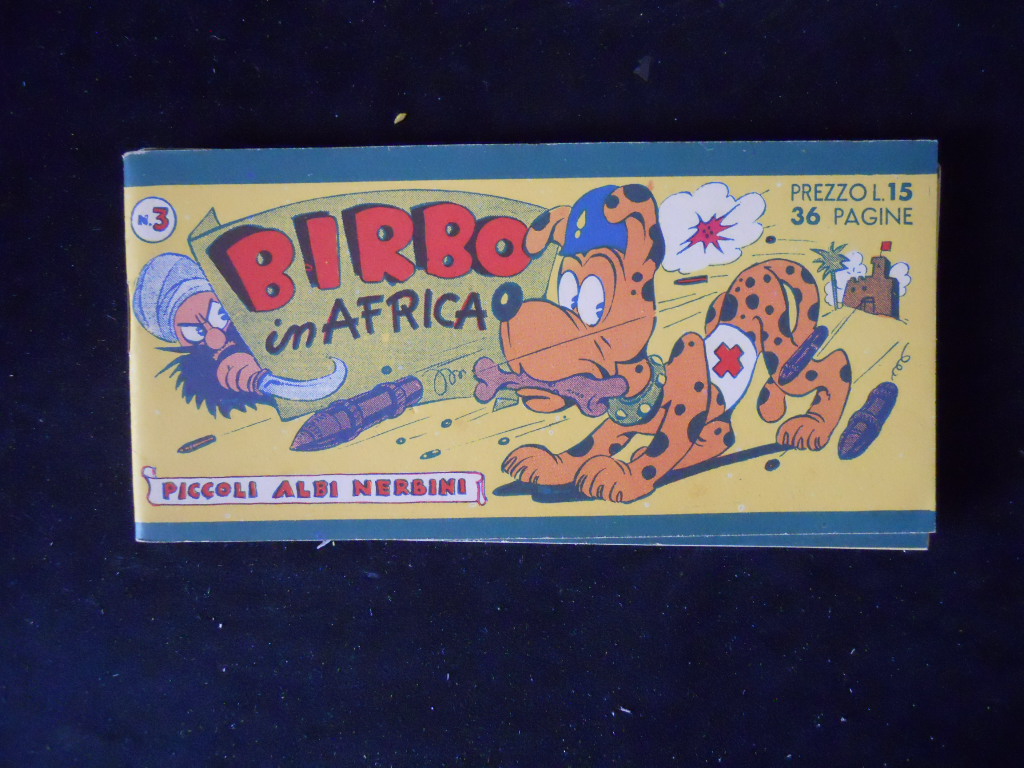 N.3
BIRBO
in AFRICA
PREZZO L.15
36 PAGINE
PICCOLI ALBI NERBINI